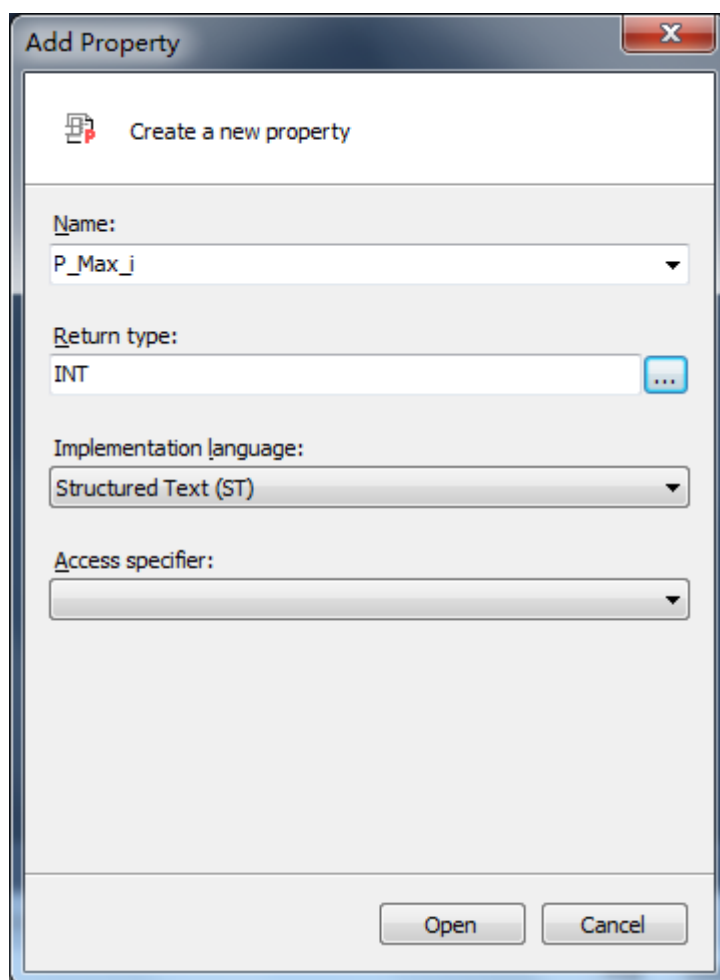 Add Property
Create a new property
Name:
P_Max_i
Return type:
INT
...
Implementation language:
Structured Text (ST)
Access specifier:
Open Cancel